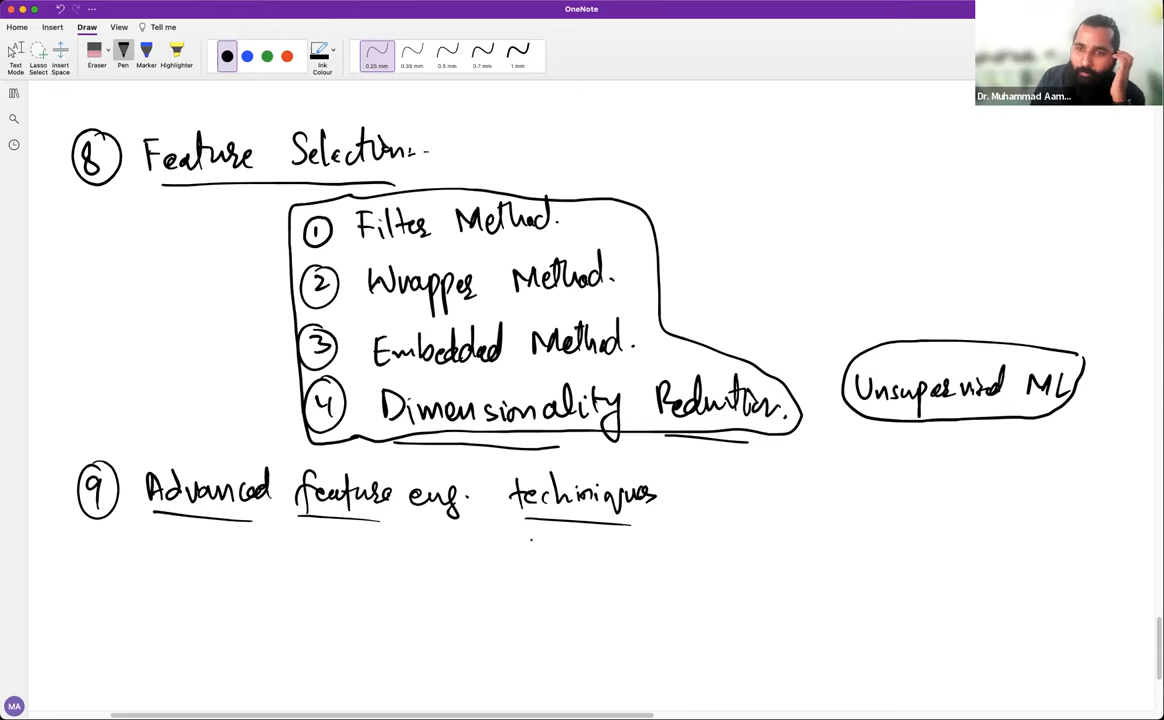 OneNote
Home Insert Draw View Tell me
Text Mode Lasso Select Insert Space Eraser Pen Marker Highlighter Ink Colour 0.25 mm 0.35 mm 0.5 mm 0.7 mm 1 mm
Dr. Muhammad Aam...
8 Feature Selection
1 Filter Method.
2 Wrapper Method.
3 Embedded Method.
4 Dimensionality Reduction.
Unsupervised ML
9 Advanced feature eng. techiniques
MA